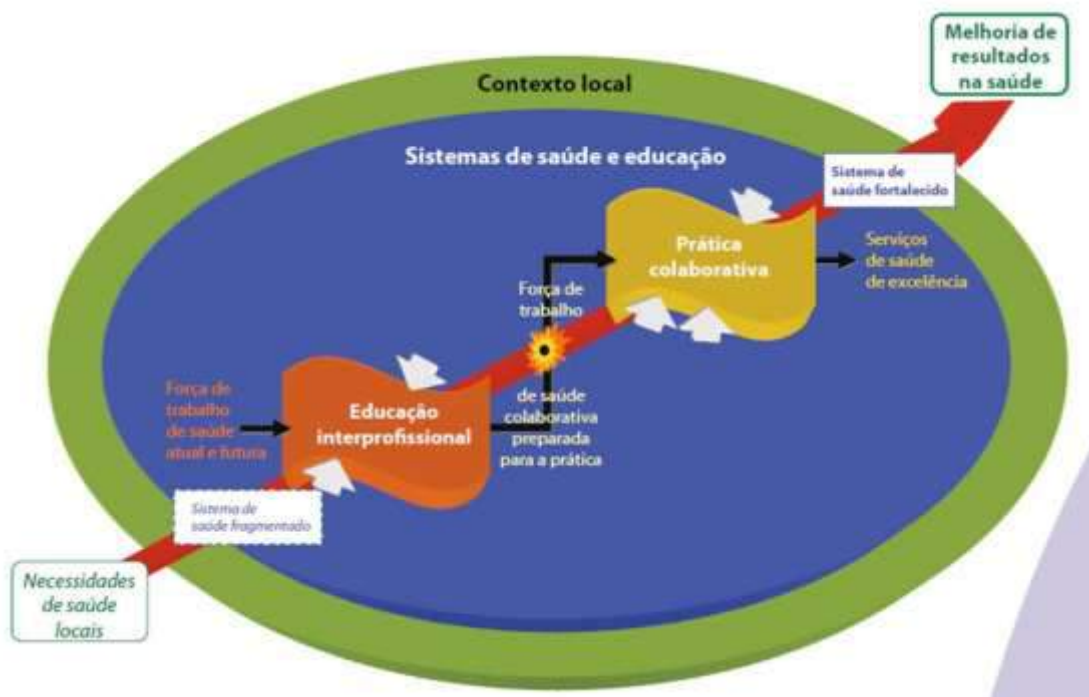 Melhoria de
resultados
na saúde
Contexto local
Sistemas de saúde e educação
Sistema de
saúde fortalecido
Prática
colaborativa
Serviços
de saúde
de excelência
Força de
trabalho
de saúde
colaborativa
preparada
para a prática
Força de
trabalho
de saúde
atual e futura
Educação
interprofissional
Sistema de
saúde fragmentado
Necessidades
de saúde
locais